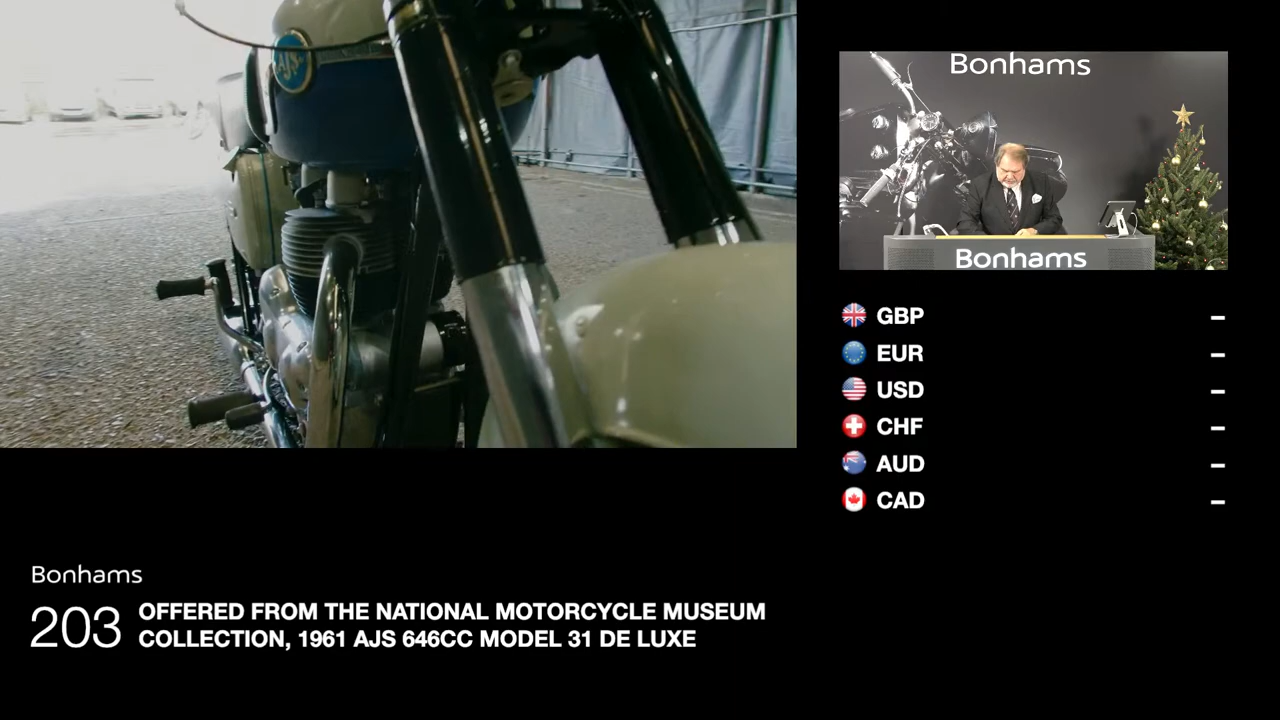 AJS
Bonhams
Bonhams
GBP –
EUR –
USD –
CHF –
AUD –
CAD –
Bonhams
203
OFFERED FROM THE NATIONAL MOTORCYCLE MUSEUM
COLLECTION, 1961 AJS 646CC MODEL 31 DE LUXE